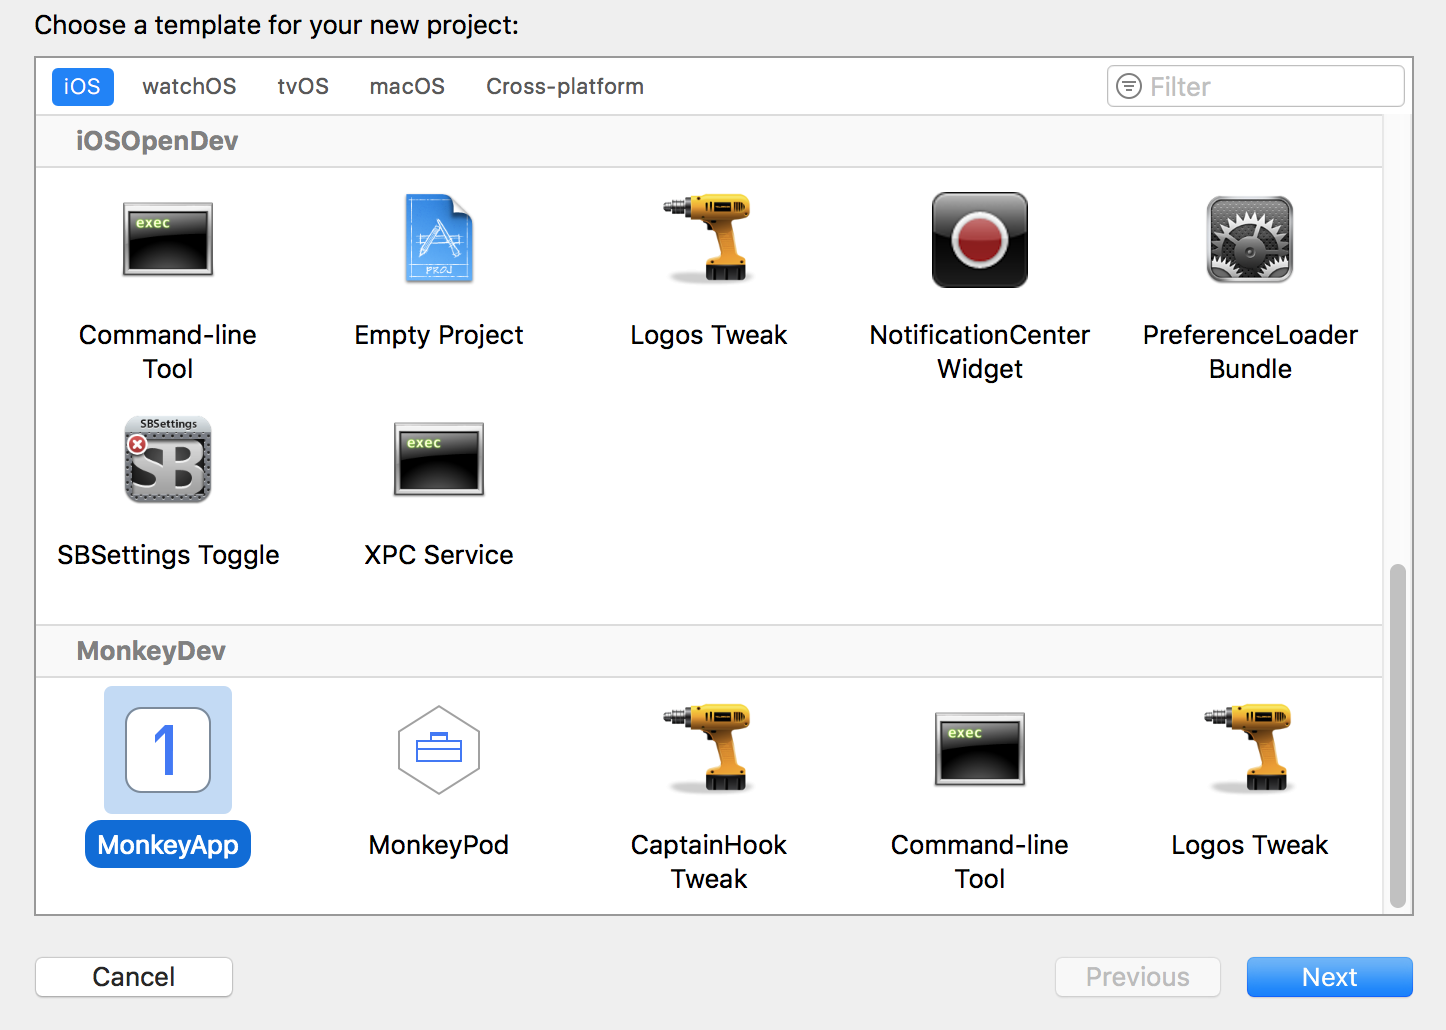 Choose a template for your new project:
iOS watchOS tvOS macOS Cross-platform Filter
iOSOpenDev
exec
PROJ
Command-line Tool
Empty Project
Logos Tweak
NotificationCenter Widget
PreferenceLoader Bundle
SBSettings
SB
exec
SBSettings Toggle
XPC Service
MonkeyDev
1
exec
MonkeyApp
MonkeyPod
CaptainHook Tweak
Command-line Tool
Logos Tweak
Cancel
Previous
Next